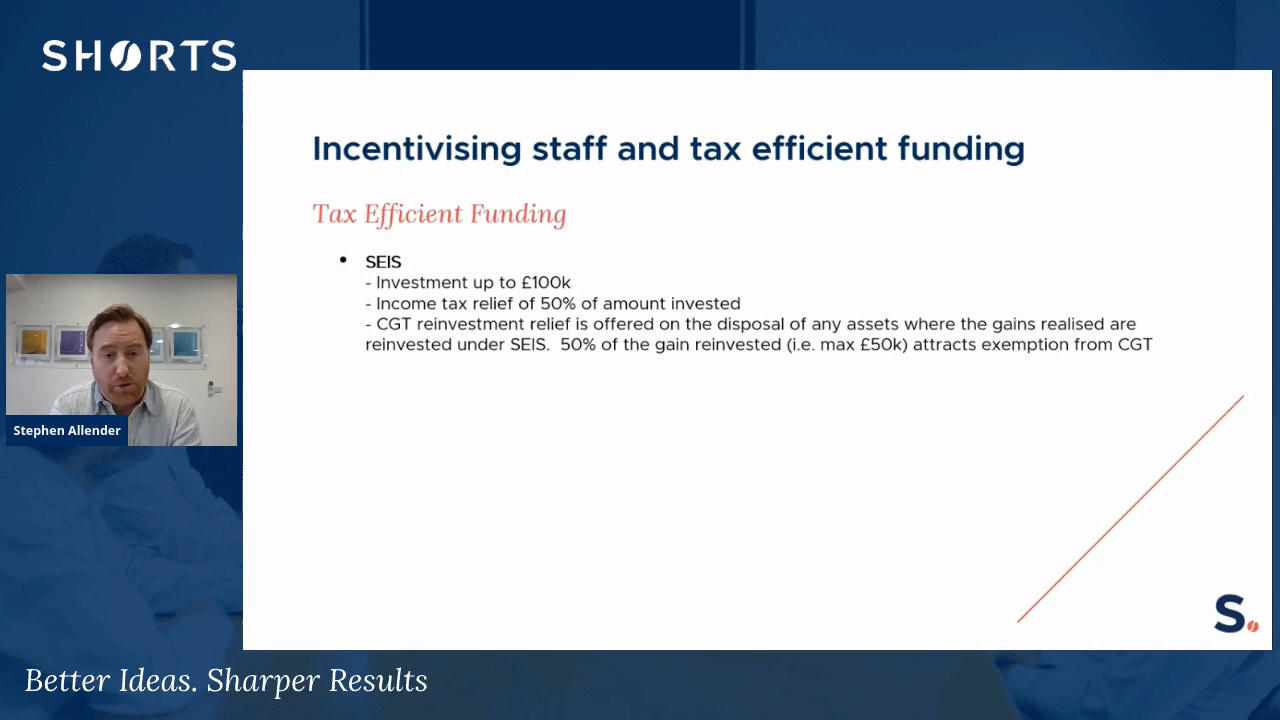 SHORTS
Incentivising staff and tax efficient funding
Tax Efficient Funding
• SEIS
- Investment up to £100k
- Income tax relief of 50% of amount invested
- CGT reinvestment relief is offered on the disposal of any assets where the gains realised are
reinvested under SEIS. 50% of the gain reinvested (i.e. max £50k) attracts exemption from CGT
Stephen Allender
S.
Better Ideas. Sharper Results